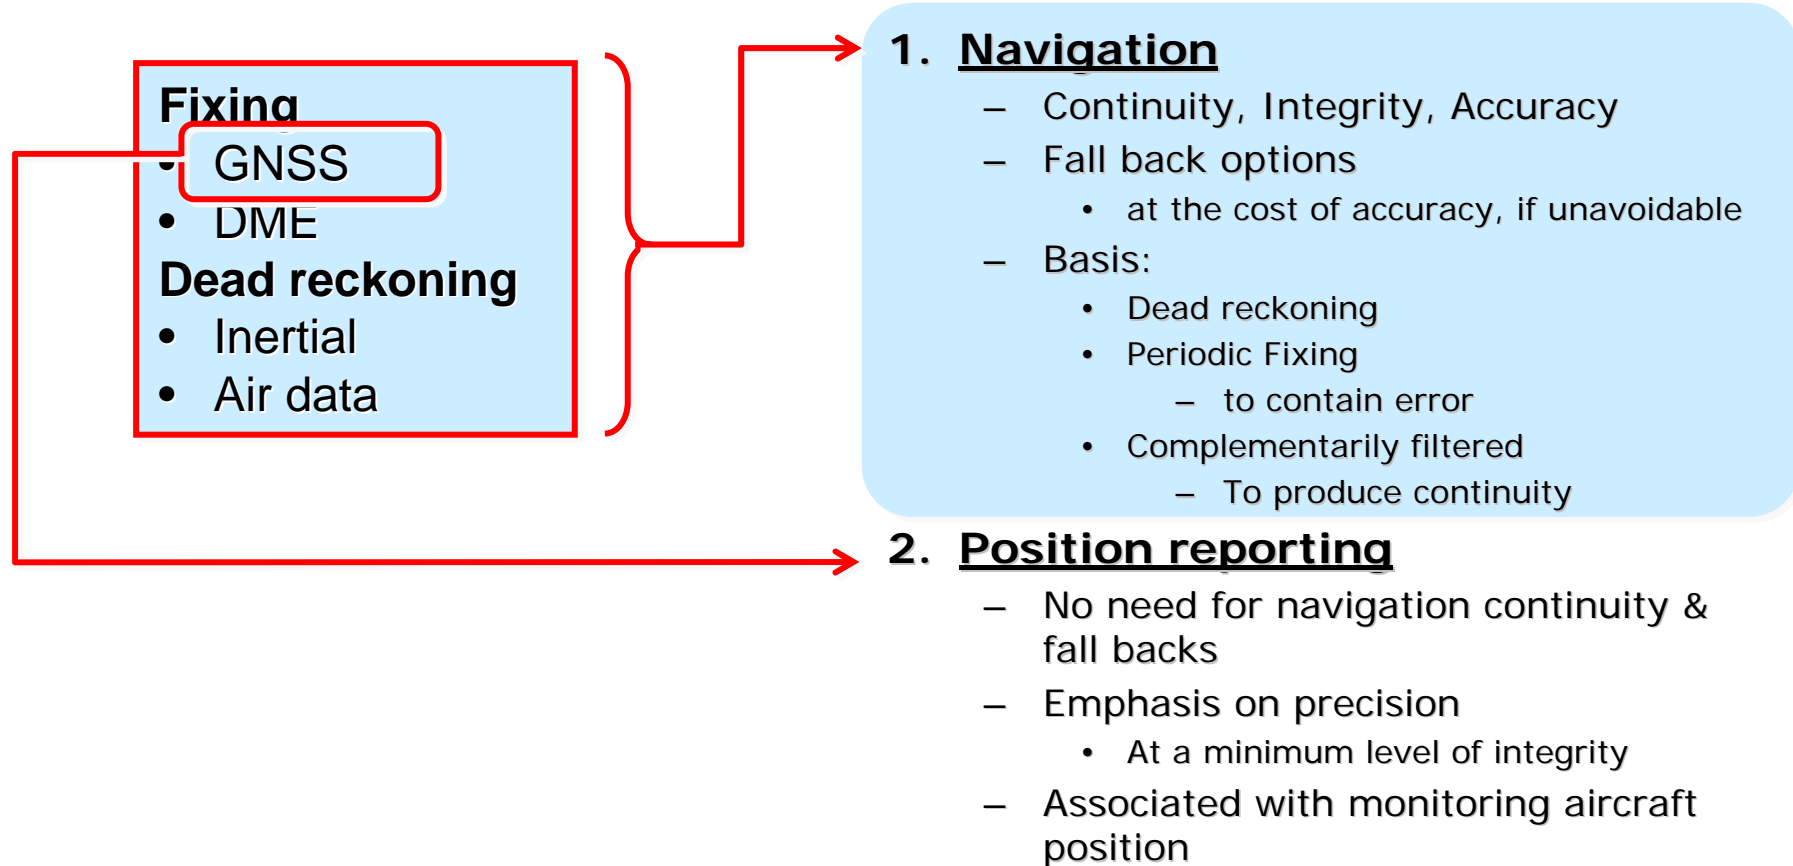 Fixing
• GNSS
• DME
Dead reckoning
• Inertial
• Air data
1. Navigation
– Continuity, Integrity, Accuracy
– Fall back options
• at the cost of accuracy, if unavoidable
– Basis:
• Dead reckoning
• Periodic Fixing
– to contain error
• Complementarily filtered
– To produce continuity
2. Position reporting
– No need for navigation continuity &
fall backs
– Emphasis on precision
• At a minimum level of integrity
– Associated with monitoring aircraft
position